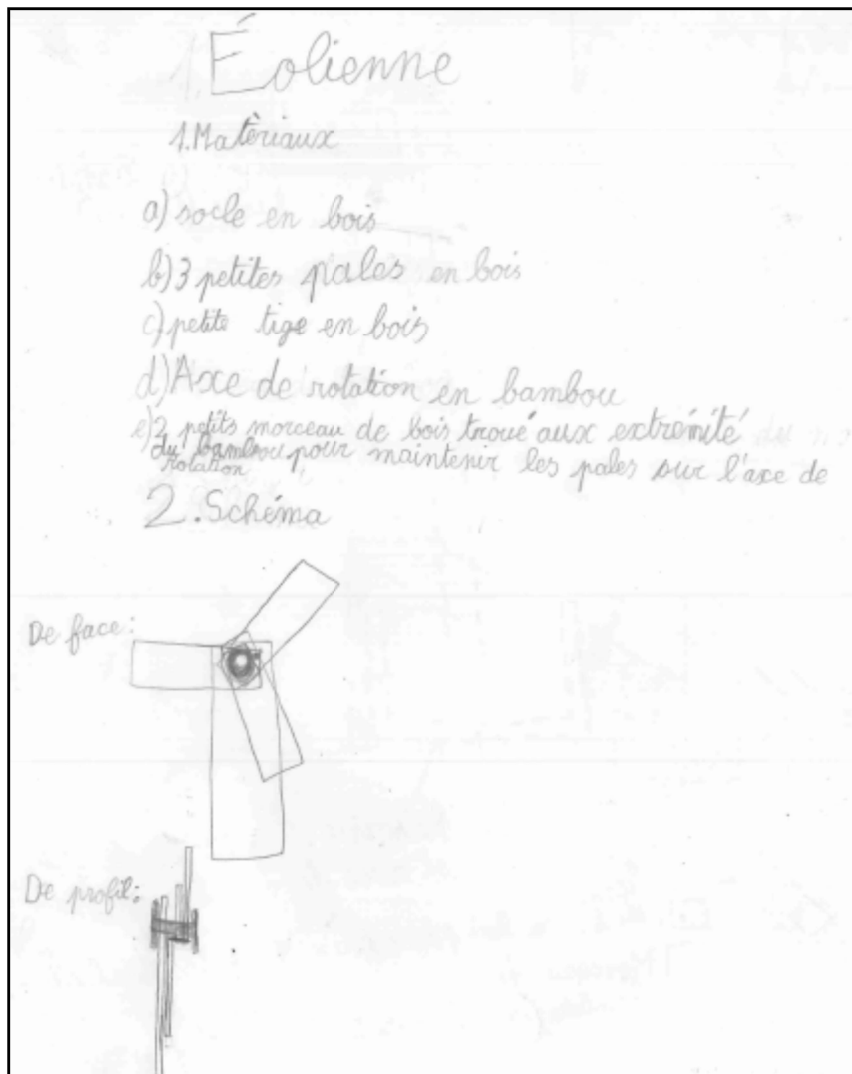 1. Éolienne
1. Matèriaux
a) socle en bois
b) 3 petites pales en bois
c) petite tige en bois
d) Axe de rotation en bambou
e) 2 petits morceau de bois troué aux extrémité
du bambou pour maintenir les pales sur l'axe de
rotation
2. Schéma
De face:
De profil: